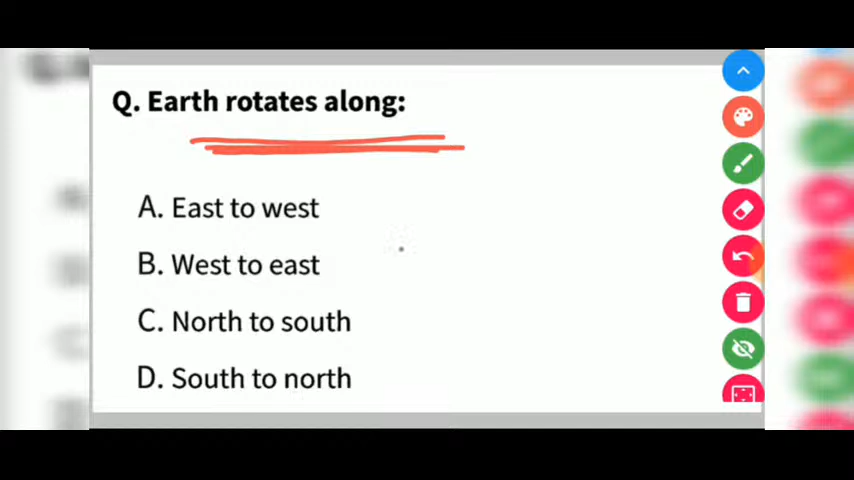 Q. Earth rotates along:
A. East to west
B. West to east
C. North to south
D. South to north